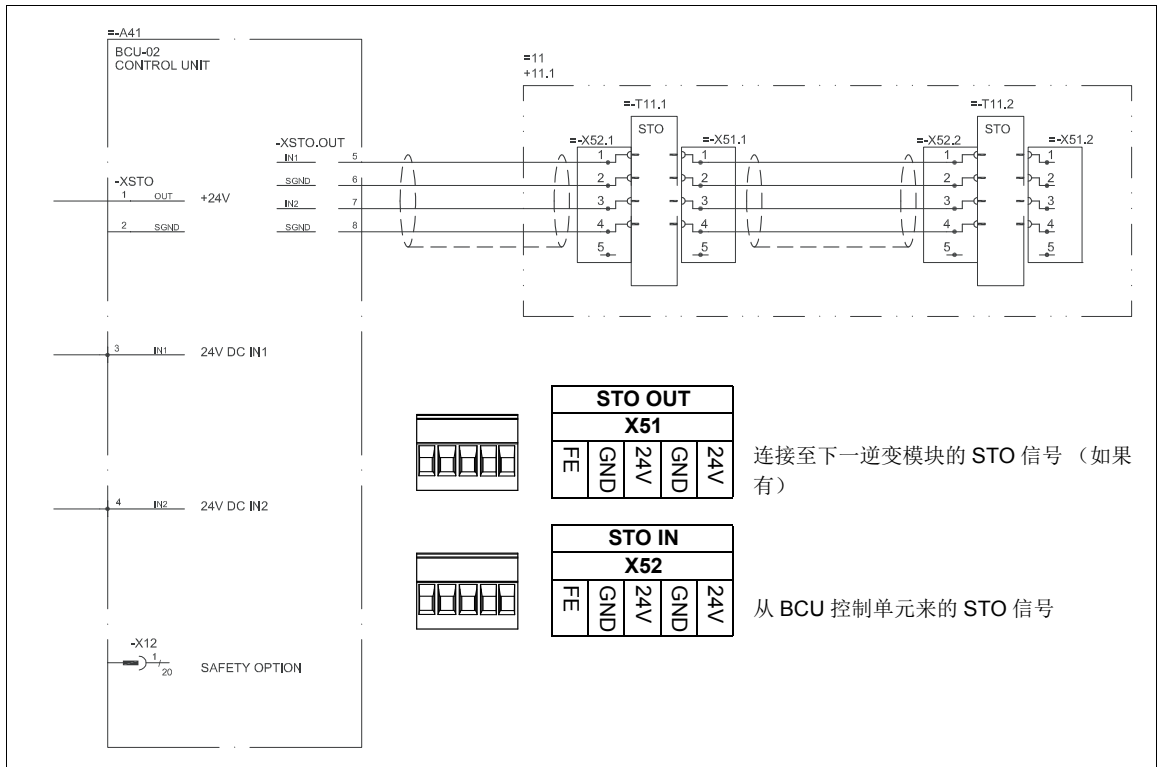 =-A41
BCU-02
CONTROL UNIT
=11
+11.1
=-T11.1
=-T11.2
-XSTO.OUT
=-X52.1
STO
=-X51.1
=-X52.2
STO
=-X51.2
IN1 5
1 1 1 1
-XSTO
SGND 6
2 2 2 2
1 OUT +24V
IN2 7
3 3 3 3
2 SGND
SGND 8
4 4 4 4
5 5 5 5
3 IN1 24V DC IN1
STO OUT
X51
FE GND 24V GND 24V
连接至下一逆变模块的 STO 信号 （如果
有）
4 IN2 24V DC IN2
STO IN
X52
FE GND 24V GND 24V
从 BCU 控制单元来的 STO 信号
-X12
1/20 SAFETY OPTION